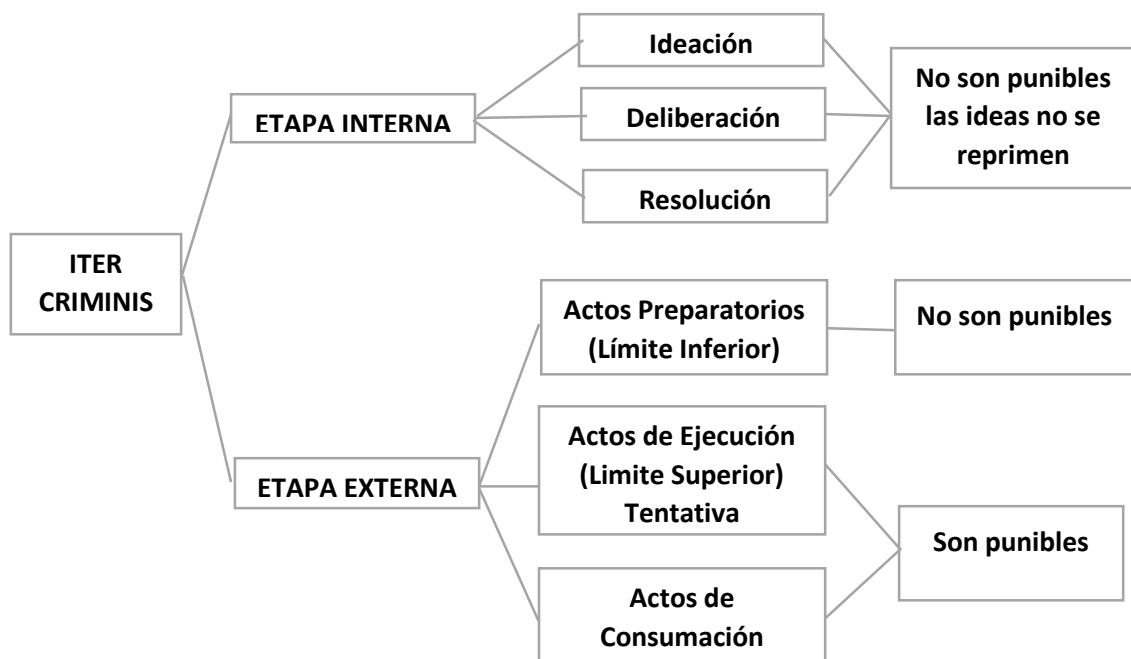 ITER
CRIMINIS
ETAPA INTERNA
Ideación
Deliberación
Resolución
No son punibles
las ideas no se
reprimen
ETAPA EXTERNA
Actos Preparatorios
(Límite Inferior)
No son punibles
Actos de Ejecución
(Limite Superior)
Tentativa
Actos de
Consumación
Son punibles